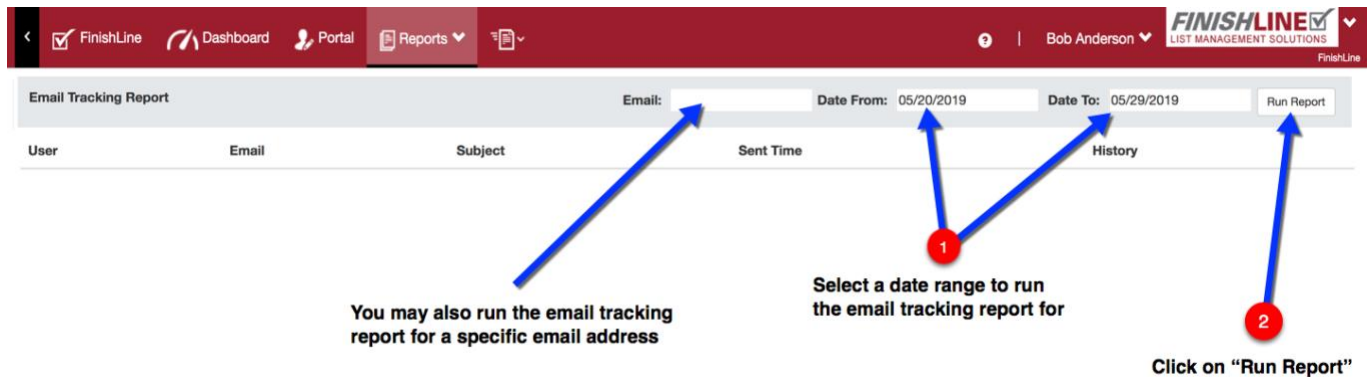 FinishLine Dashboard Portal Reports ? | Bob Anderson FINISHLINE
LIST MANAGEMENT SOLUTIONS
FinishLine
Email Tracking Report Email: Date From: 05/20/2019 Date To: 05/29/2019 Run Report
User Email Subject Sent Time History
1
Select a date range to run
the email tracking report for
You may also run the email tracking
report for a specific email address
2
Click on “Run Report”